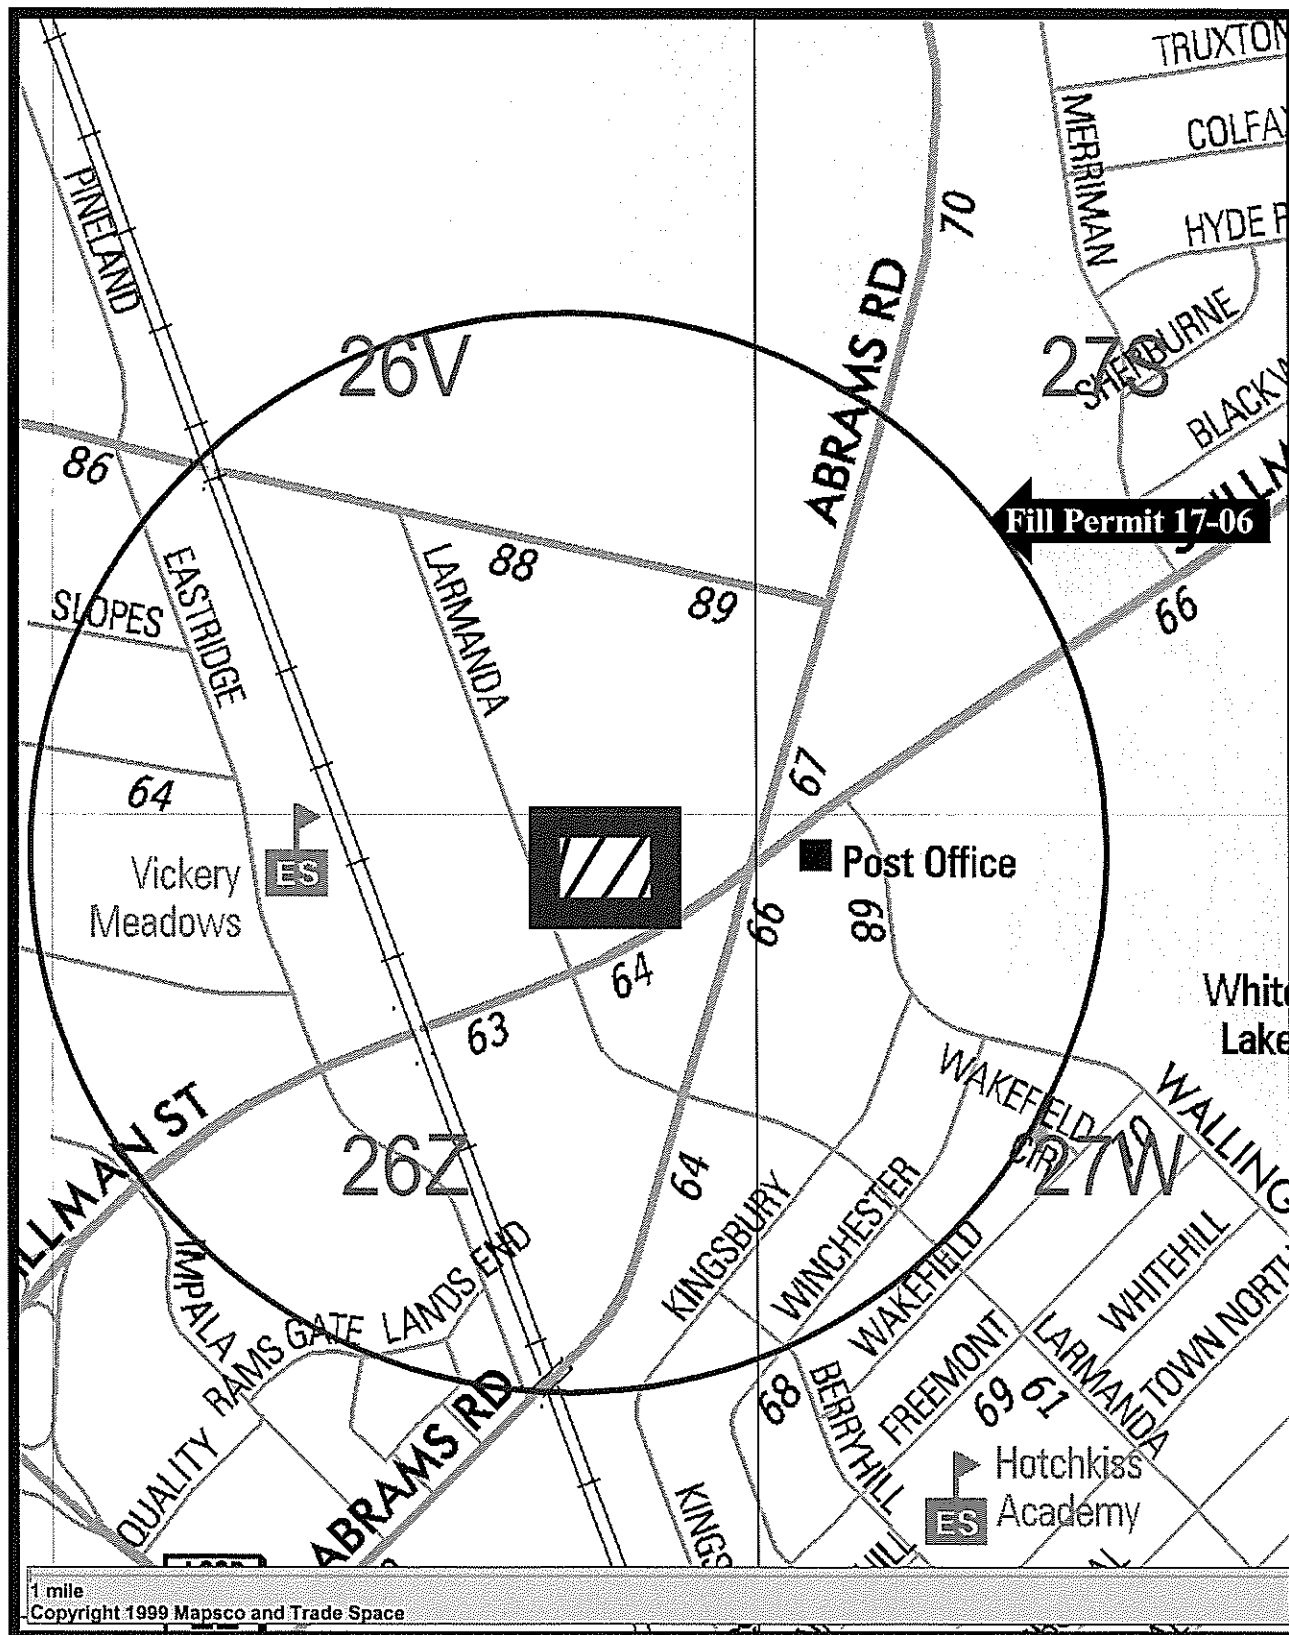 TRUXTON
MERRIMAN
COLFAX
HYDE P
PINELAND
70
ABRAMS RD
26V
27S
SHERBURNE
BLACKW
86
Fill Permit 17-06
88
89
66
LARMANDA
EASTRIDGE
SLOPES
64
67
Vickery
Meadows
ES
Post Office
66
89
64
63
White
Lake
WAKEFIELD
CIR
WALLING
26Z
27W
ILLMAN ST
64
IMPALA
RAMSGATE
LANDS END
KINGSBURY
WINCHESTER
WAKEFIELD
WHITEHILL
TOWN NORTH
FREEMONT
LARMANDA
68
BERRYHILL
69
61
QUALITY
ABRAMS RD
KINGS
Hotchkiss
Academy
ES
HILL
1 mile
Copyright 1999 Mapsco and Trade Space